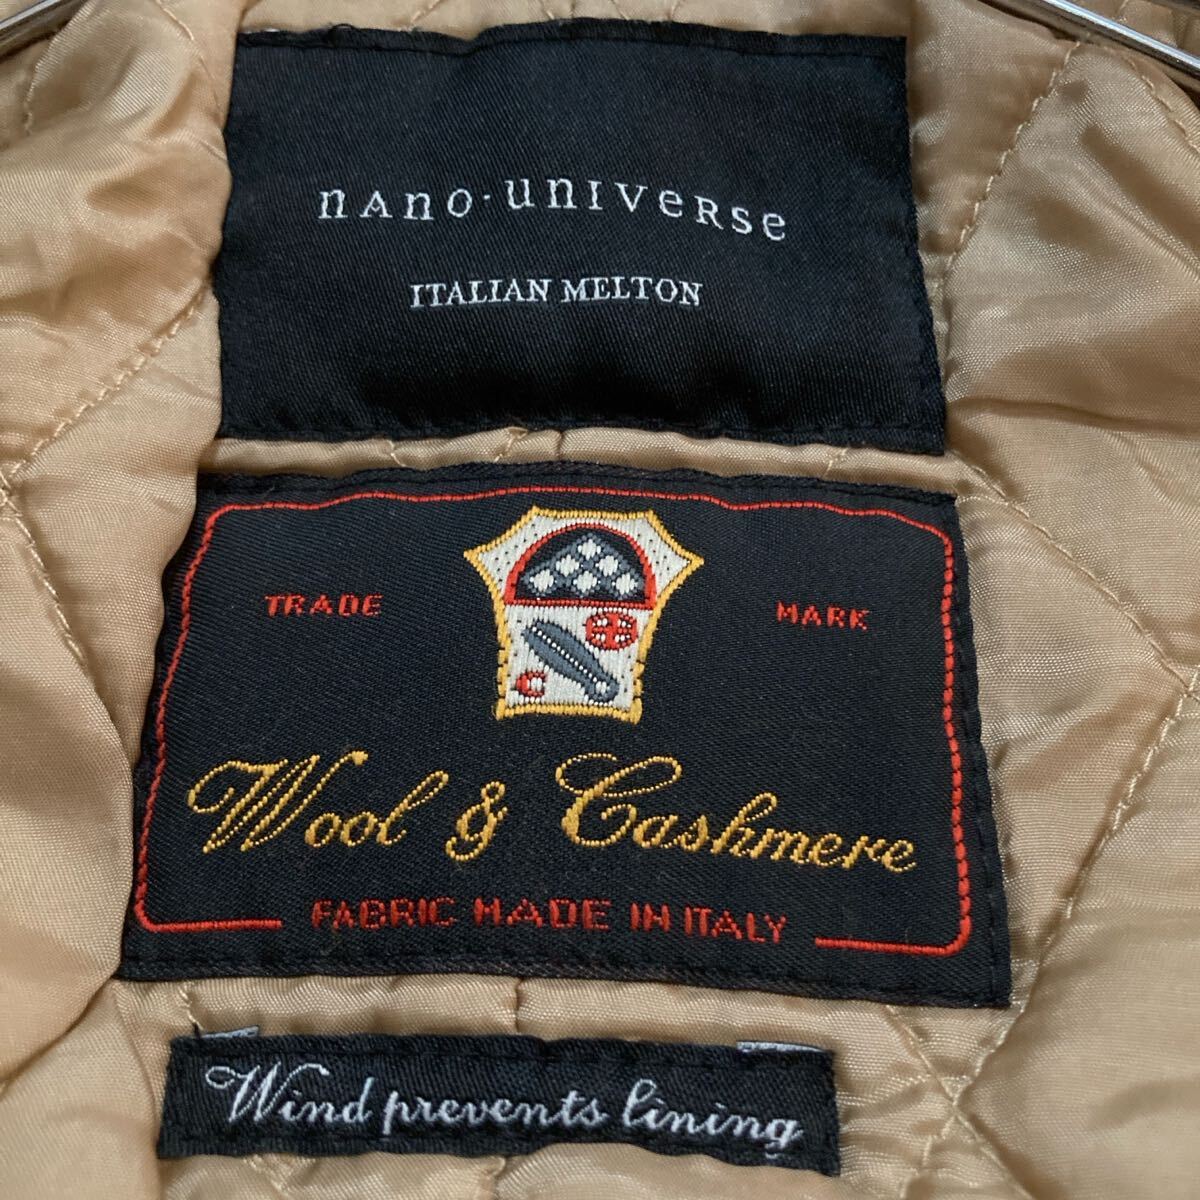 nano·universe
ITALIAN MELTON
TRADE MARK
Wool & Cashmere
FABRIC MADE IN ITALY
Wind prevents lining